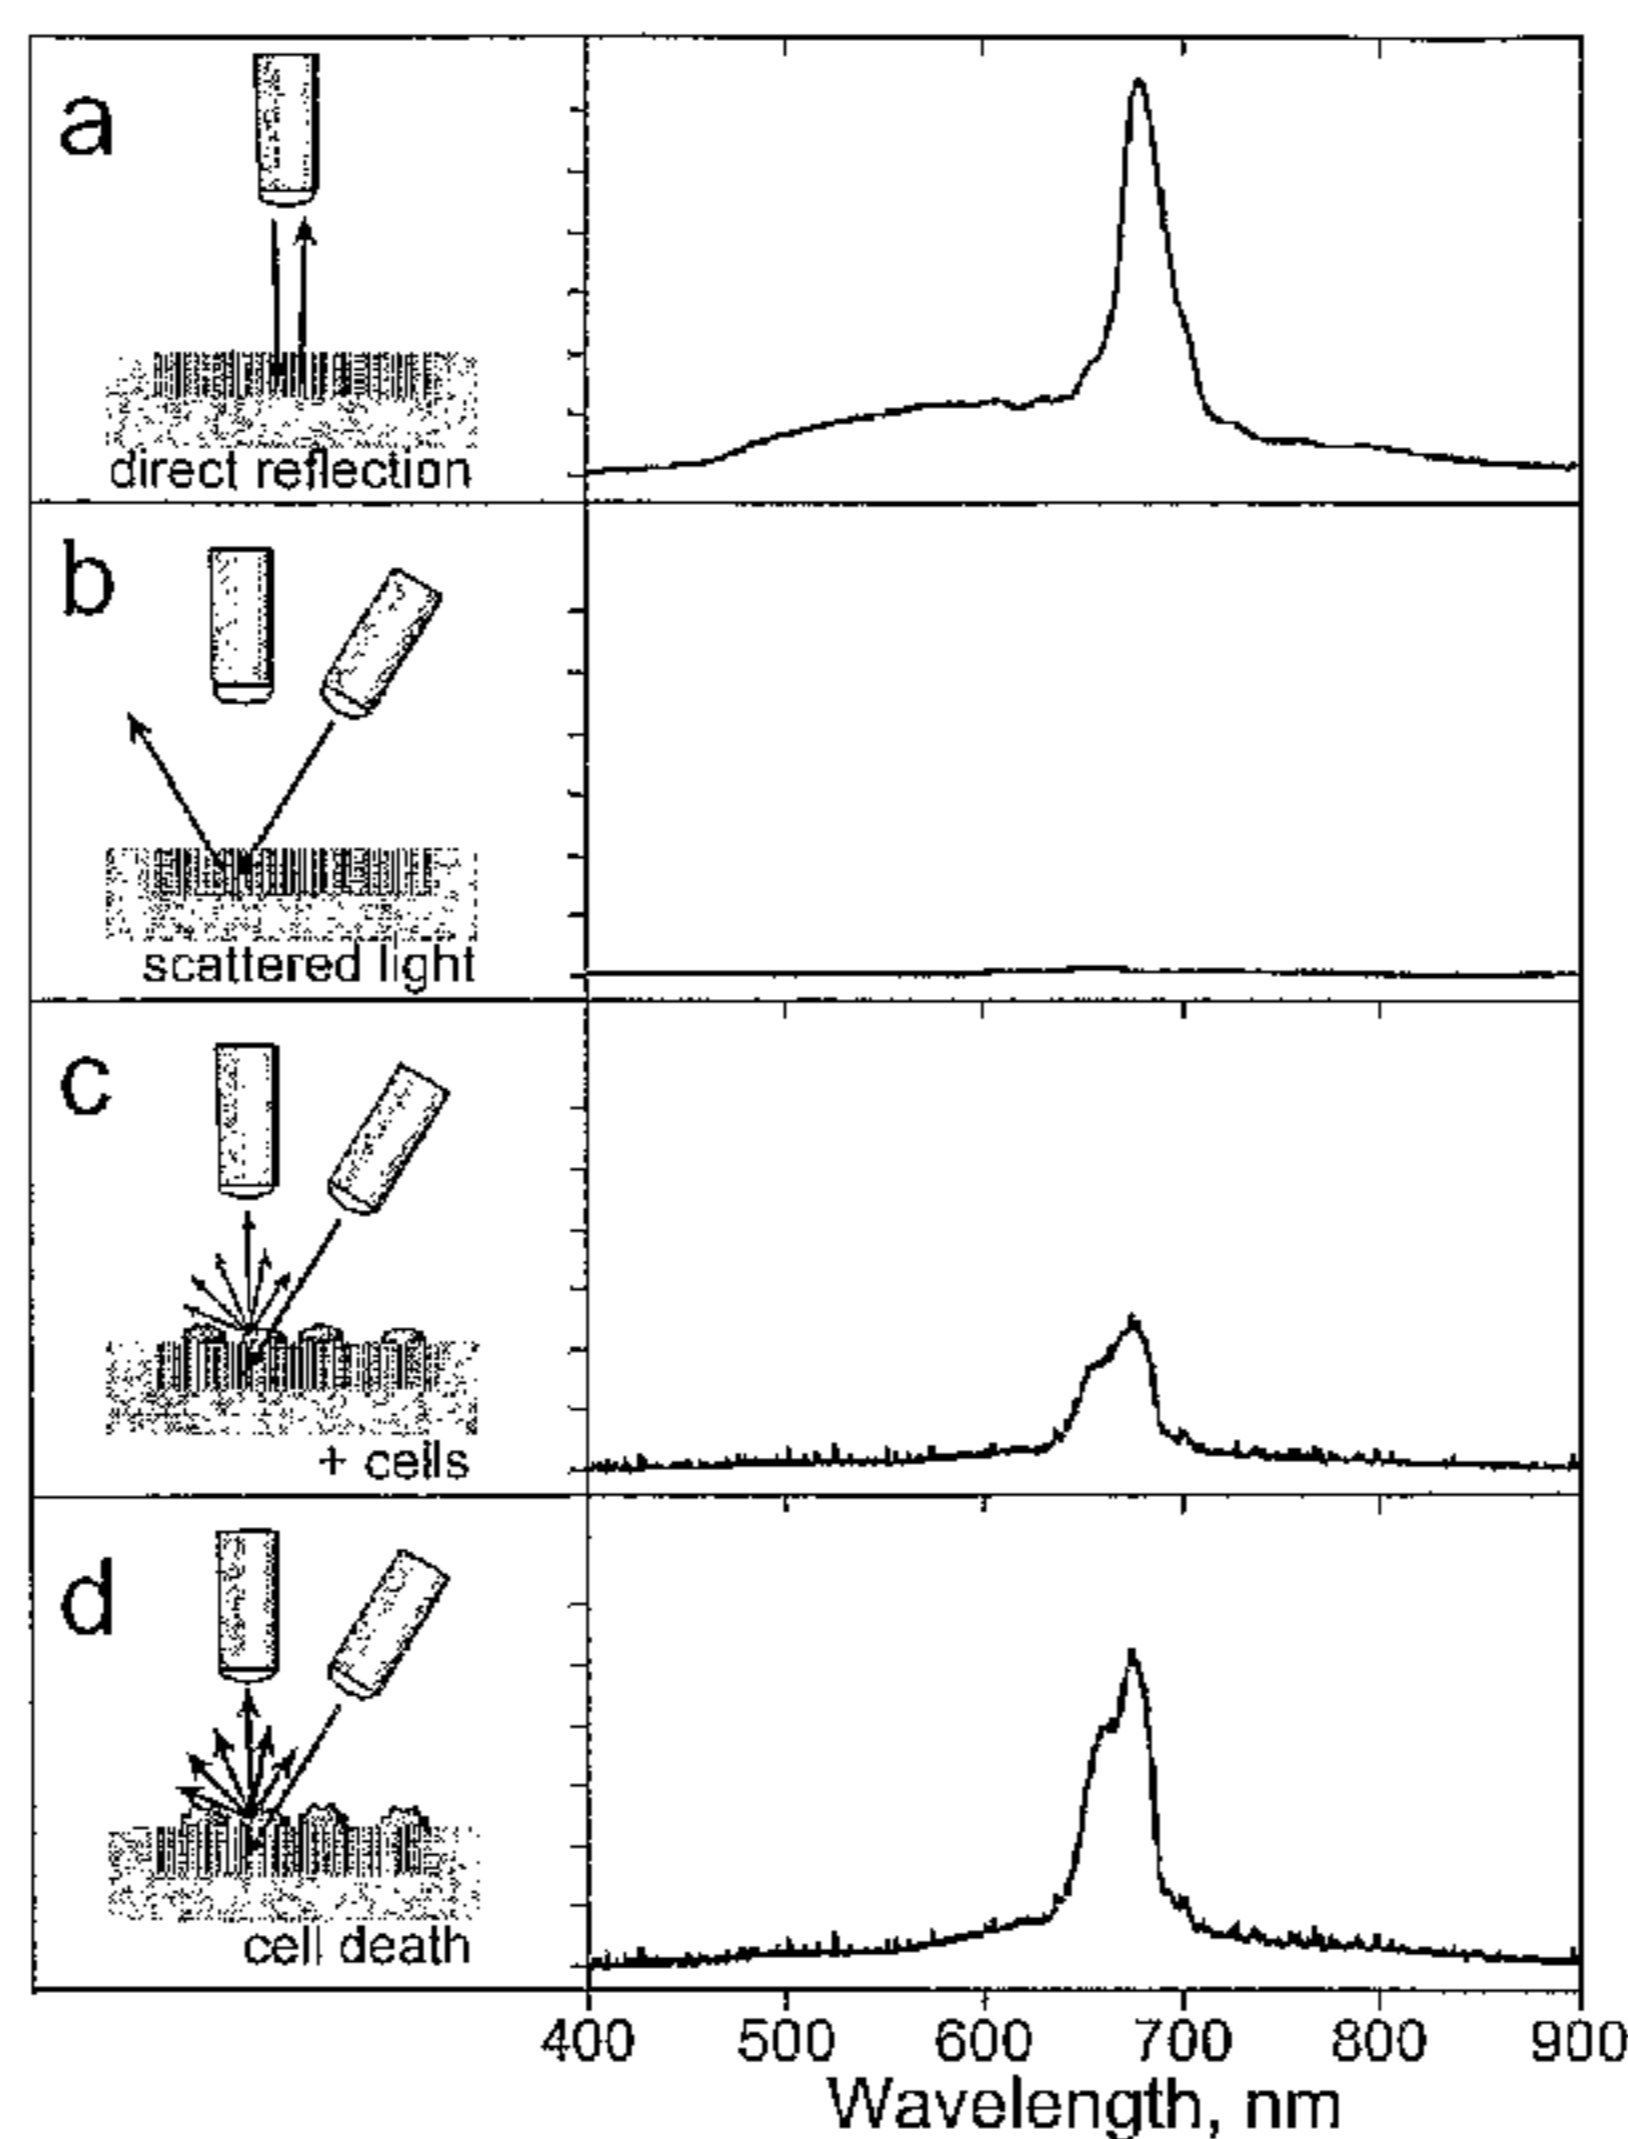 a
direct reflection
b
scattered light
c
+ cells
d
cell death
400 500 600 700 800 900
Wavelength, nm